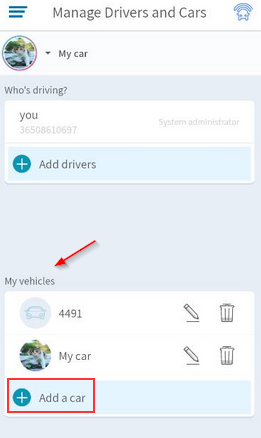 Manage Drivers and Cars
My car
Who's driving?
you
System administrator
36508610697
Add drivers
My vehicles
4491
My car
Add a car